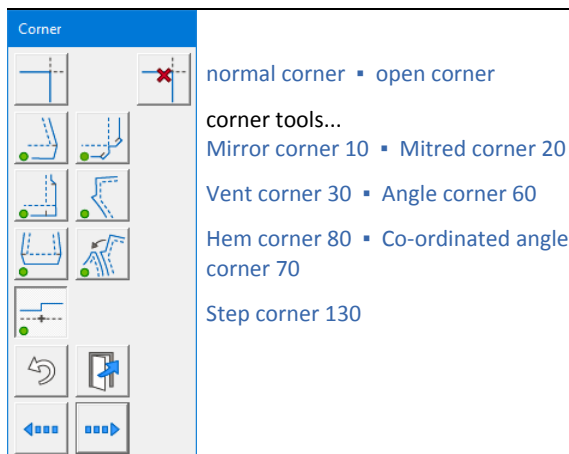 Corner
normal corner ▪ open corner
corner tools...
Mirror corner 10 ▪ Mitred corner 20
Vent corner 30 ▪ Angle corner 60
Hem corner 80 ▪ Co-ordinated angle
corner 70
Step corner 130